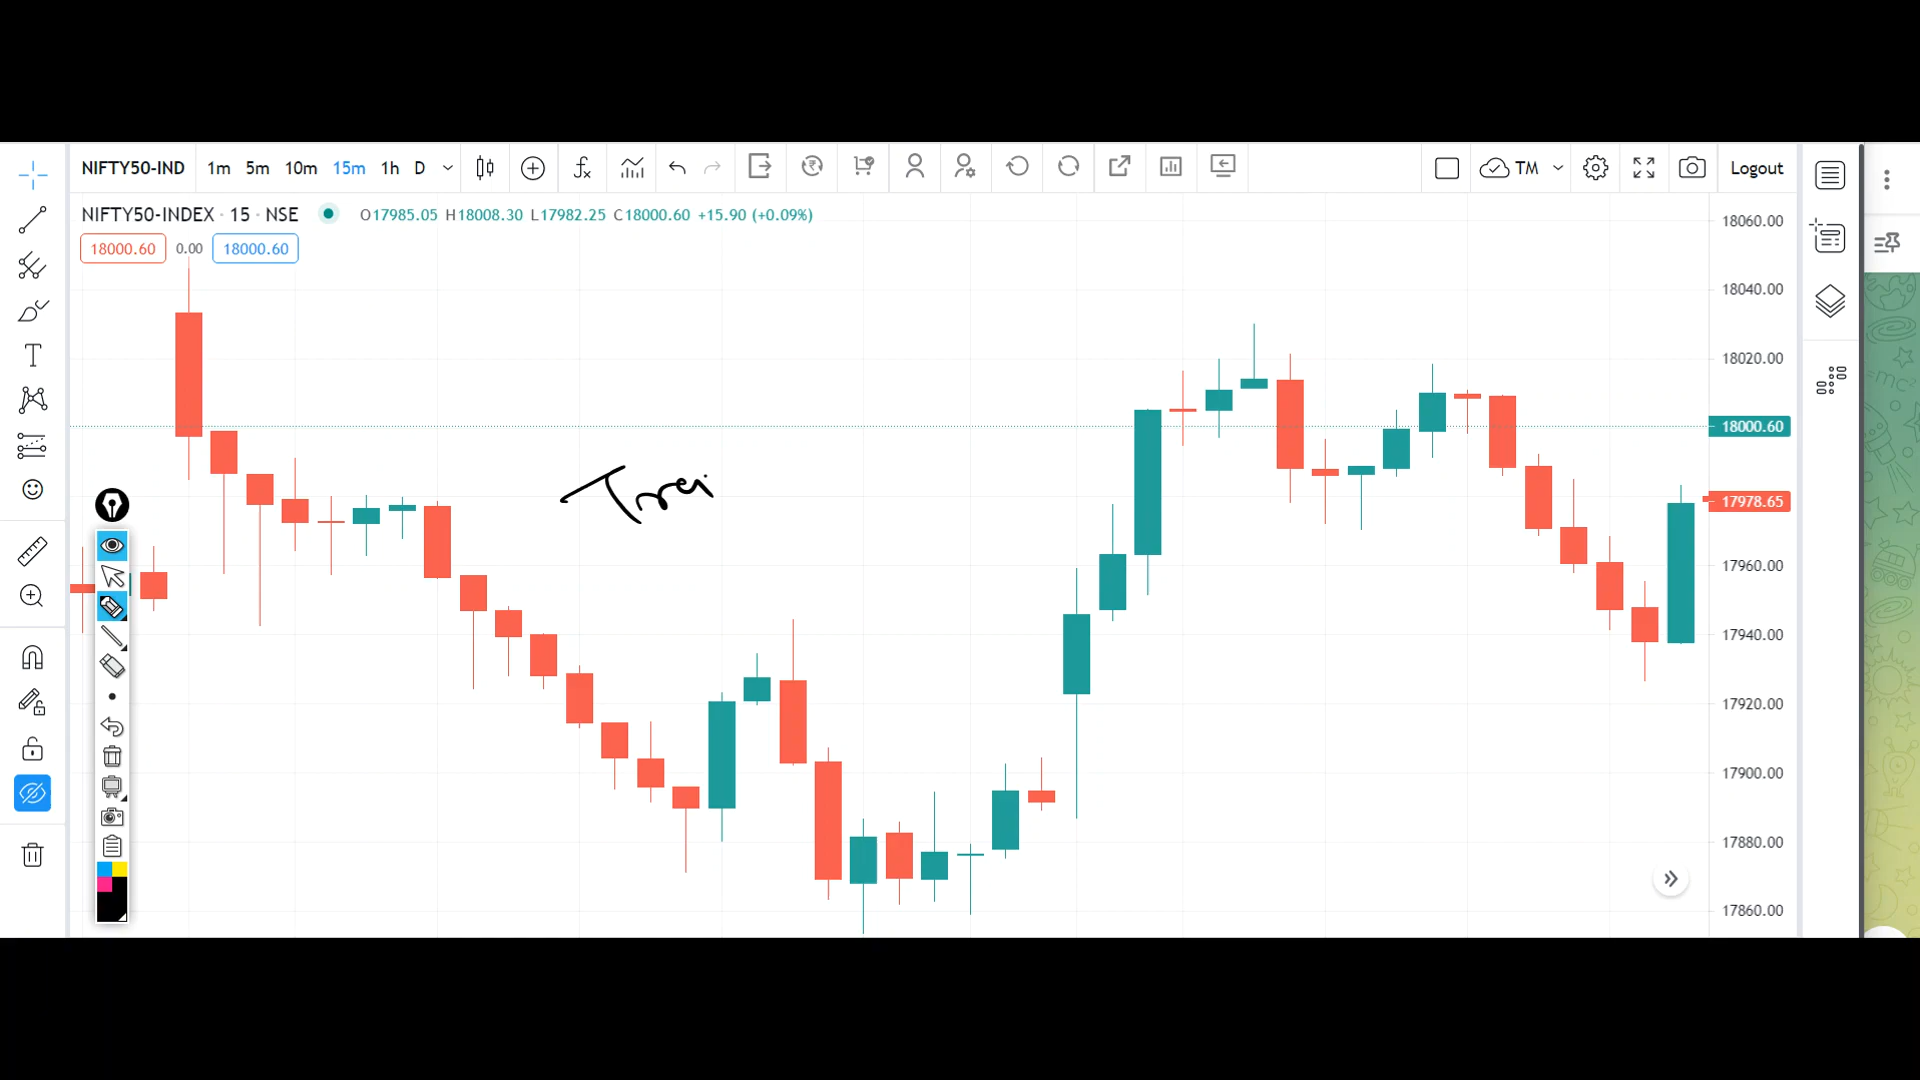 NIFTY50-IND 1m 5m 10m 15m 1h D TM Logout
NIFTY50-INDEX · 15 · NSE O17985.05 H18008.30 L17982.25 C18000.60 +15.90 (+0.09%)
18000.60 0.00 18000.60
18060.00
18040.00
18020.00
18000.60
Trai
17978.65
17960.00
17940.00
17920.00
17900.00
17880.00
17860.00